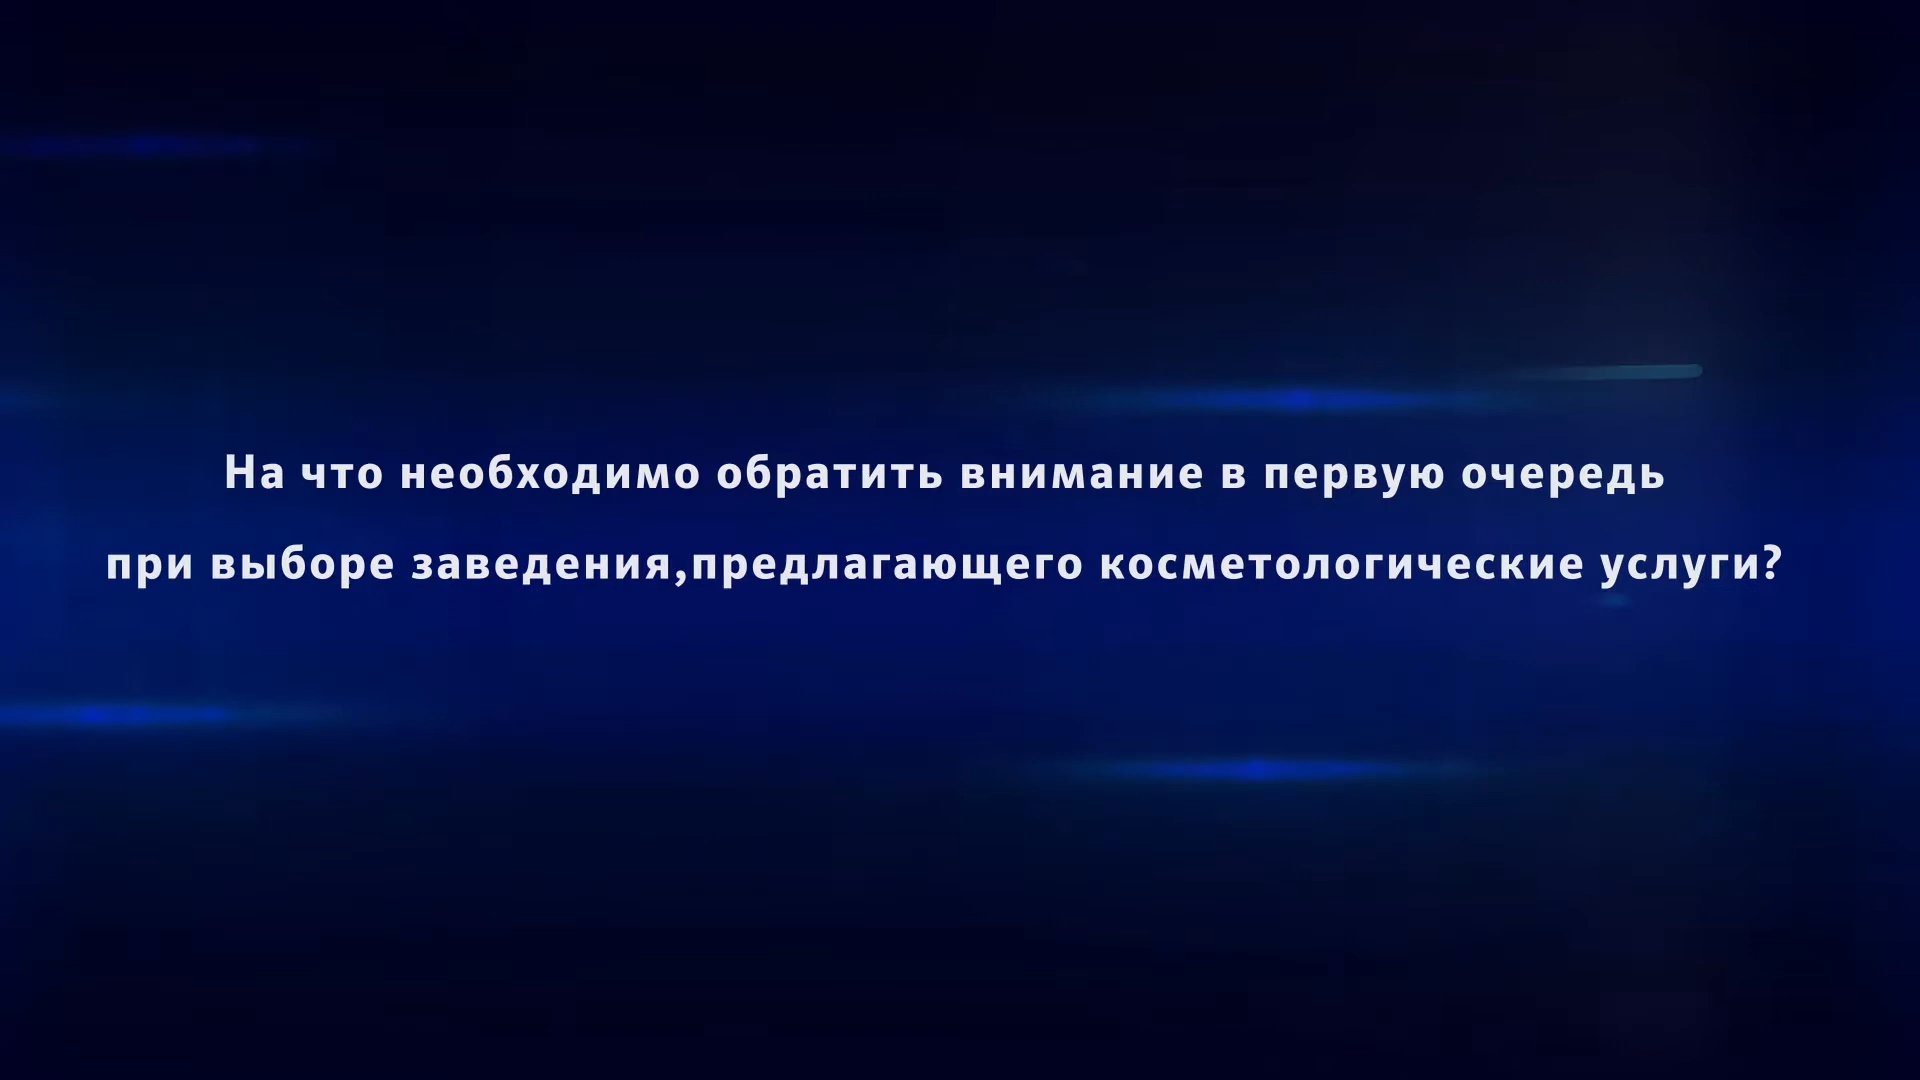 На что необходимо обратить внимание в первую очередь
при выборе заведения,предлагающего косметологические услуги?